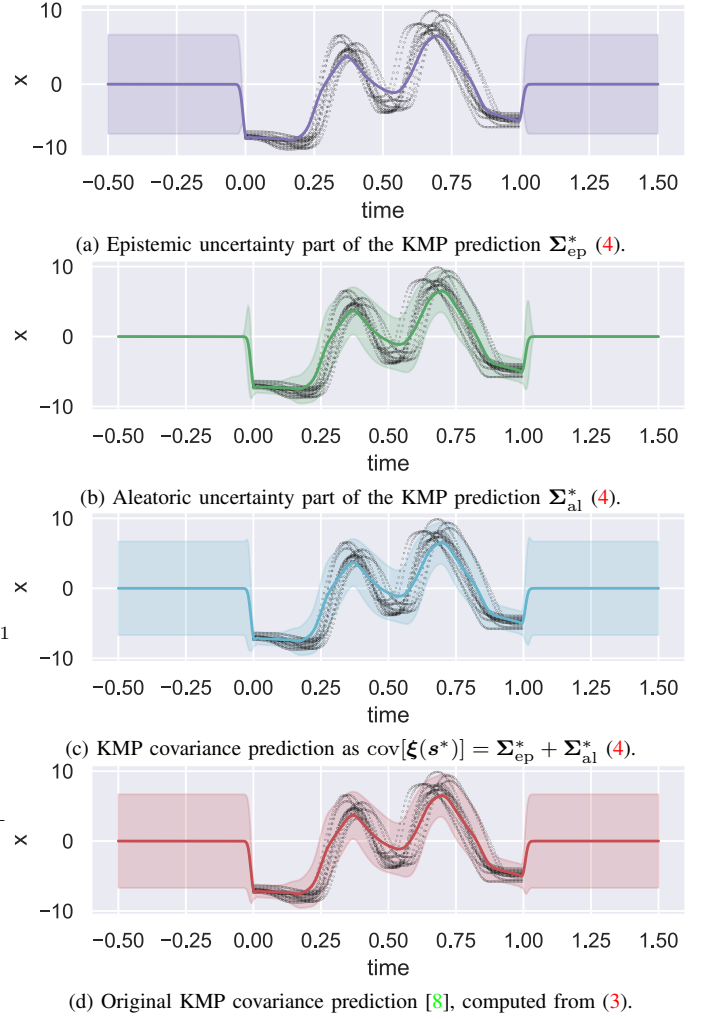 10
0
−10
x
−0.50 −0.25 0.00 0.25 0.50 0.75 1.00 1.25 1.50
time
(a) Epistemic uncertainty part of the KMP prediction Σ*ep (4).
10
0
−10
x
−0.50 −0.25 0.00 0.25 0.50 0.75 1.00 1.25 1.50
time
(b) Aleatoric uncertainty part of the KMP prediction Σ*al (4).
10
0
−10
x
1
−0.50 −0.25 0.00 0.25 0.50 0.75 1.00 1.25 1.50
time
(c) KMP covariance prediction as cov[ξ(s*)] = Σ*ep + Σ*al (4).
10
0
−10
x
−0.50 −0.25 0.00 0.25 0.50 0.75 1.00 1.25 1.50
time
(d) Original KMP covariance prediction [8], computed from (3).